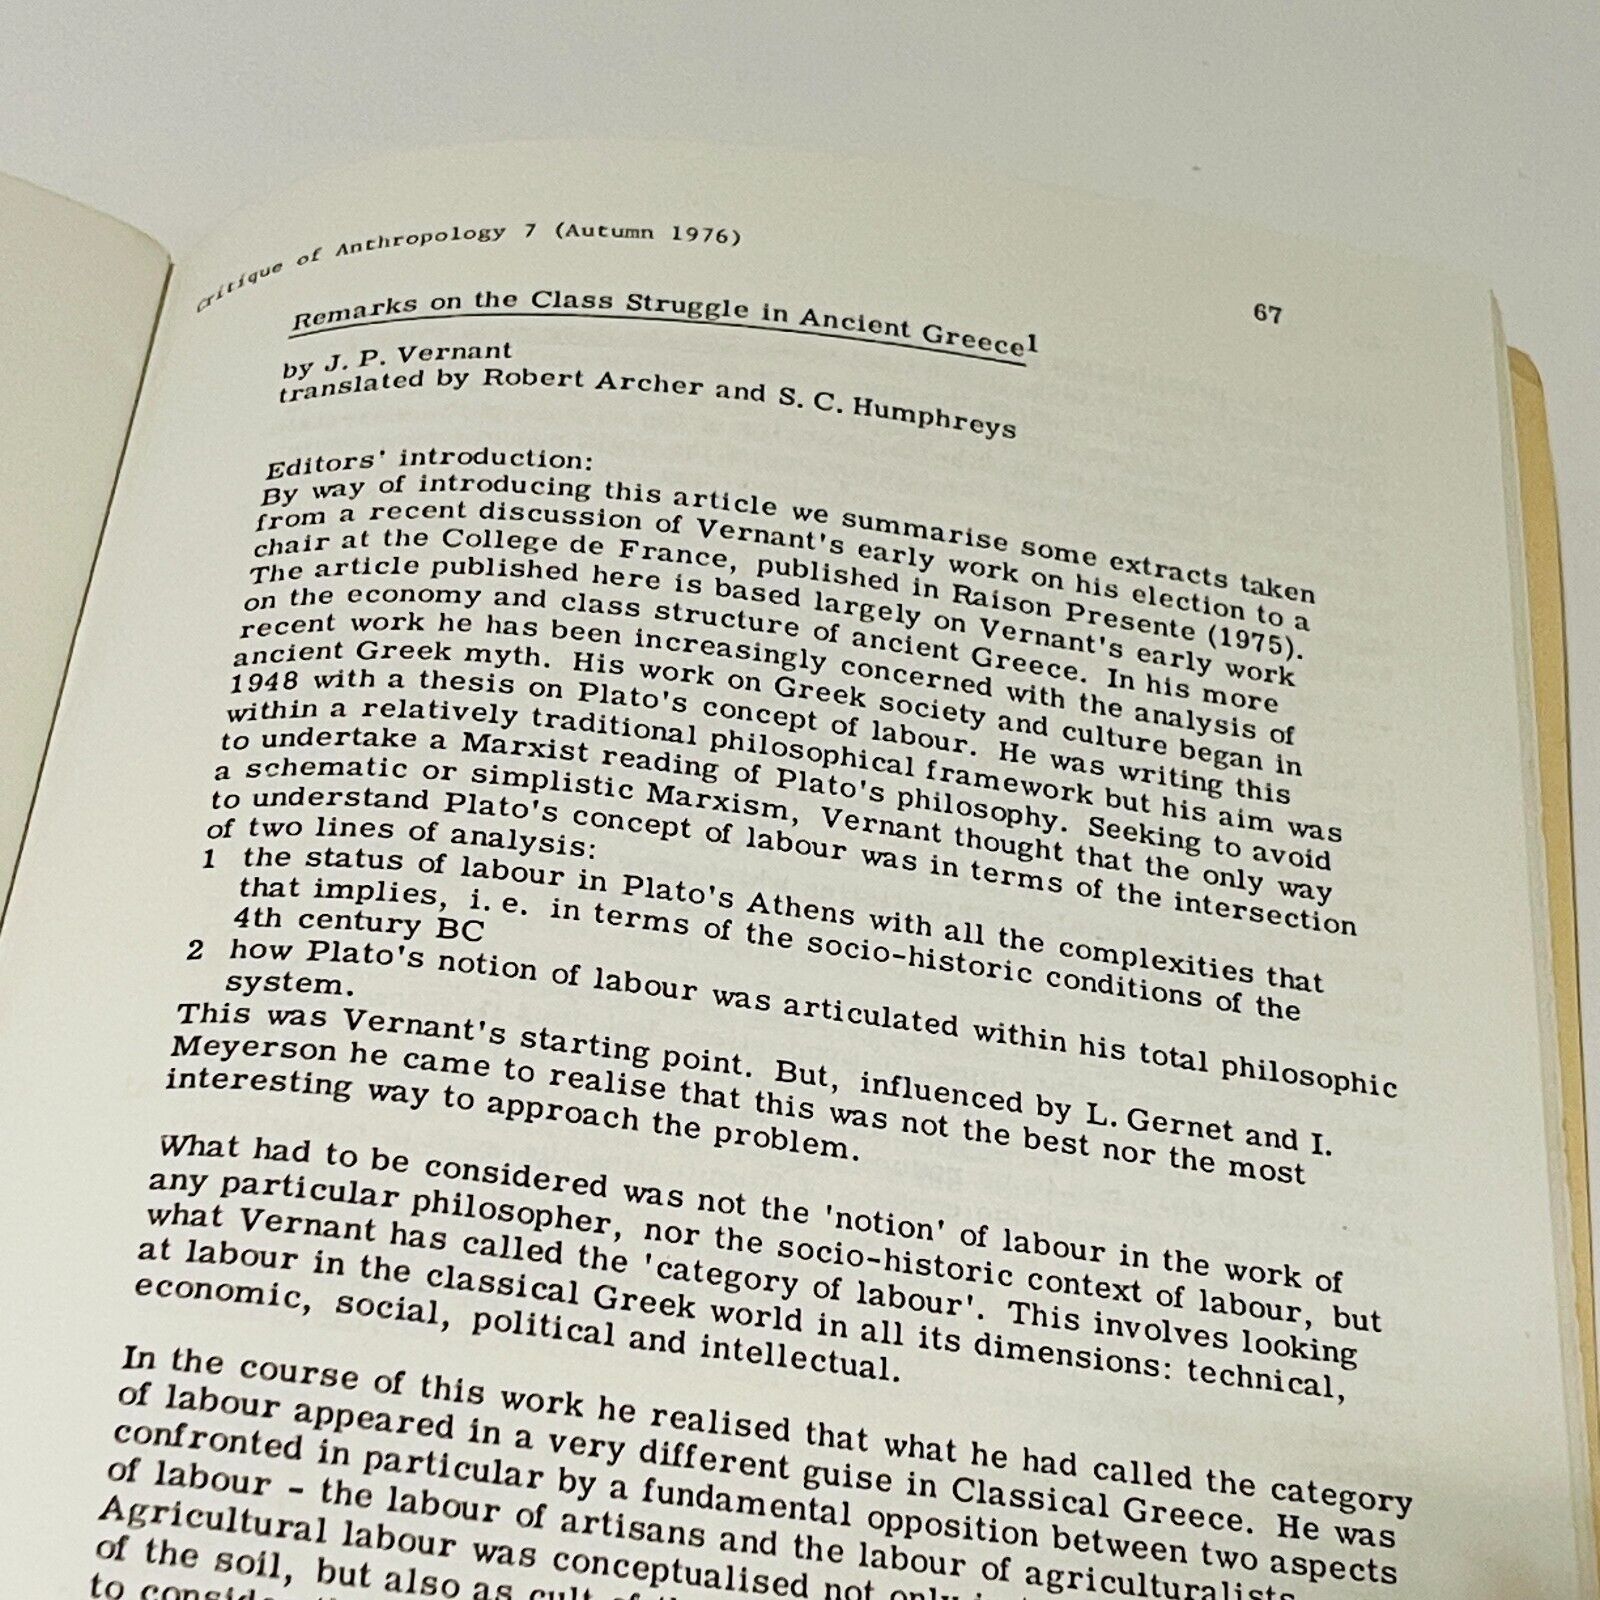 Critique of Anthropology 7 (Autumn 1976)
67
Remarks on the Class Struggle in Ancient Greece1
by J. P. Vernant
translated by Robert Archer and S. C. Humphreys
Editors' introduction:
By way of introducing this article we summarise some extracts taken
from a recent discussion of Vernant's early work on his election to a
chair at the College de France, published in Raison Presente (1975).
The article published here is based largely on Vernant's early work
on the economy and class structure of ancient Greece. In his more
recent work he has been increasingly concerned with the analysis of
ancient Greek myth. His work on Greek society and culture began in
1948 with a thesis on Plato's concept of labour. He was writing this
within a relatively traditional philosophical framework but his aim was
to undertake a Marxist reading of Plato's philosophy. Seeking to avoid
a schematic or simplistic Marxism, Vernant thought that the only way
to understand Plato's concept of labour was in terms of the intersection
of two lines of analysis:
1 the status of labour in Plato's Athens with all the complexities that
that implies, i. e. in terms of the socio-historic conditions of the
4th century BC
2 how Plato's notion of labour was articulated within his total philosophic
system.
This was Vernant's starting point. But, influenced by L. Gernet and I.
Meyerson he came to realise that this was not the best nor the most
interesting way to approach the problem.
What had to be considered was not the 'notion' of labour in the work of
any particular philosopher, nor the socio-historic context of labour, but
what Vernant has called the 'category of labour'. This involves looking
at labour in the classical Greek world in all its dimensions: technical,
economic, social, political and intellectual.
In the course of this work he realised that what he had called the category
of labour appeared in a very different guise in Classical Greece. He was
confronted in particular by a fundamental opposition between two aspects
of labour - the labour of artisans and the labour of agriculturalists
Agricultural labour was conceptualised not only
of the soil, but also as cult of
to